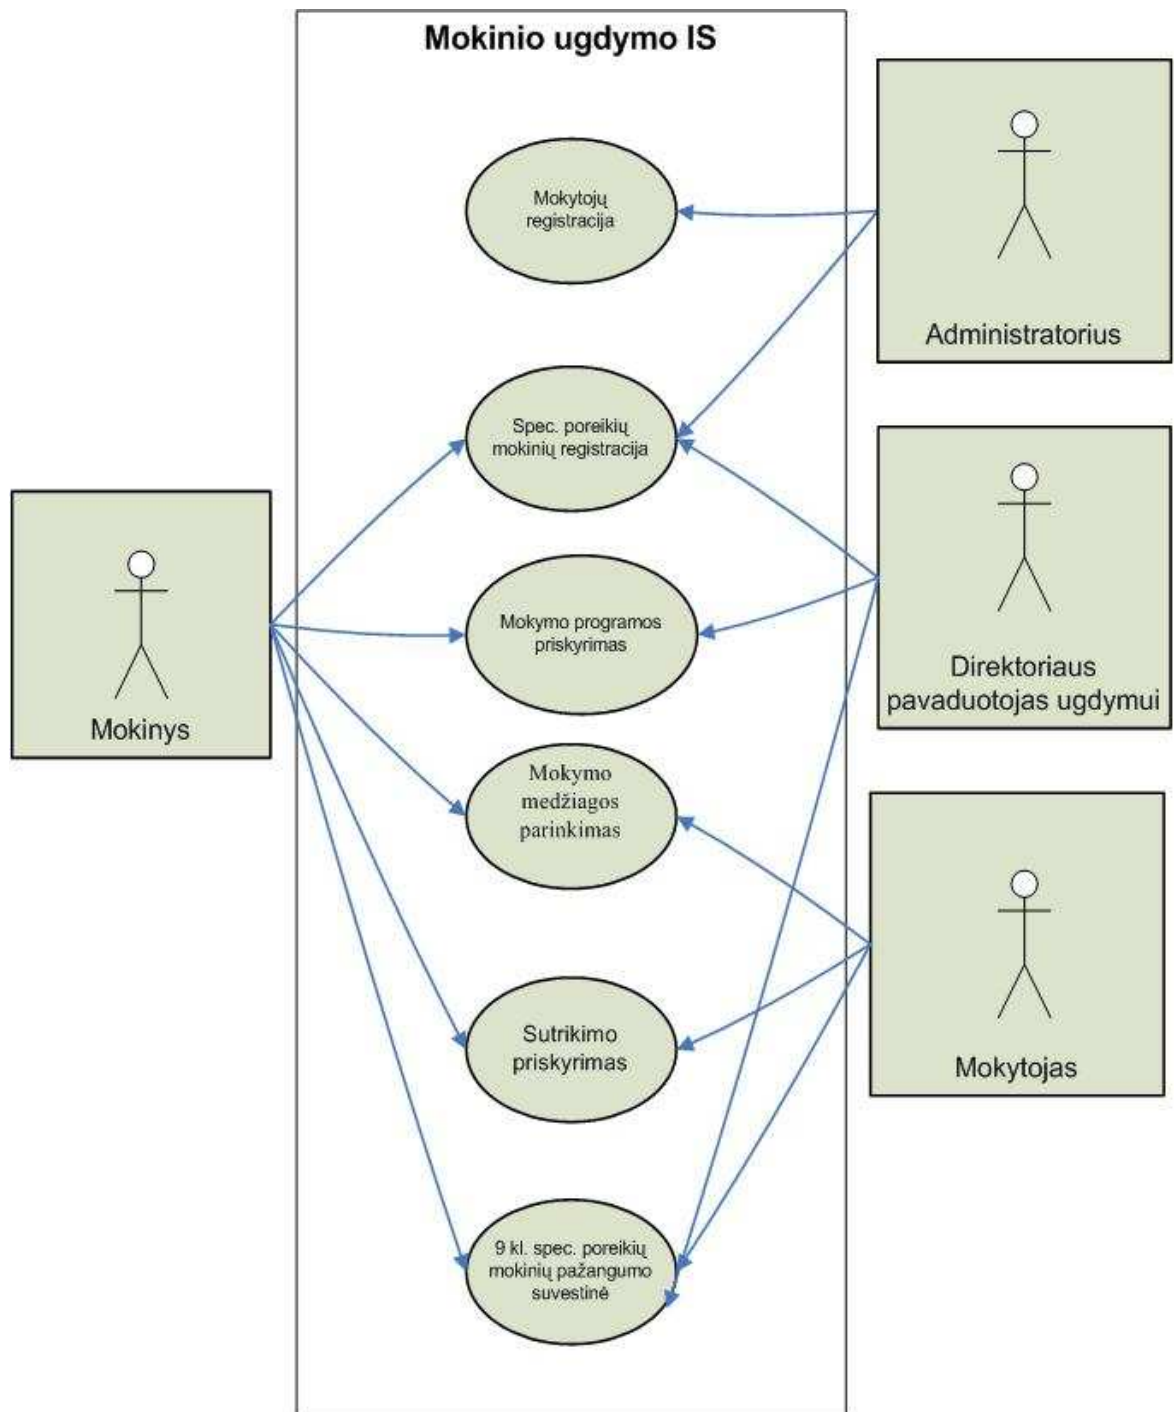 Mokinio ugdymo IS
Mokytojų
registracija
Administratorius
Spec. poreikių
mokinių registracija
Direktoriaus
pavaduotojas ugdymui
Mokymo programos
priskyrimas
Mokinys
Mokymo
medžiagos
parinkimas
Sutrikimo
priskyrimas
Mokytojas
9 kl. spec. poreikių
mokinių pažangumo
suvestinė